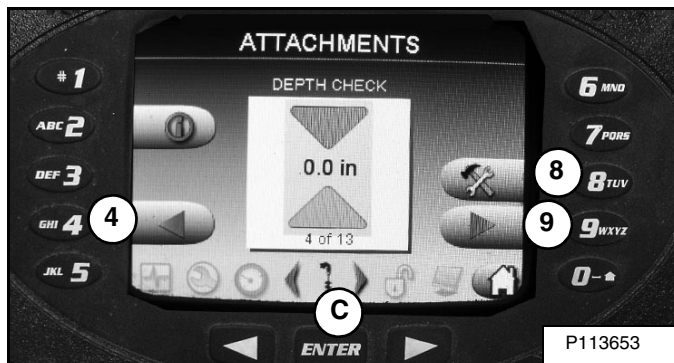 ATTACHMENTS
DEPTH CHECK
0.0 in
4 of 13
# 1
ABC 2
DEF 3
GHI 4
JKL 5
6 MNO
7 PQRS
8 TUV
9 WXYZ
0-
4
8
9
C
ENTER
P113653